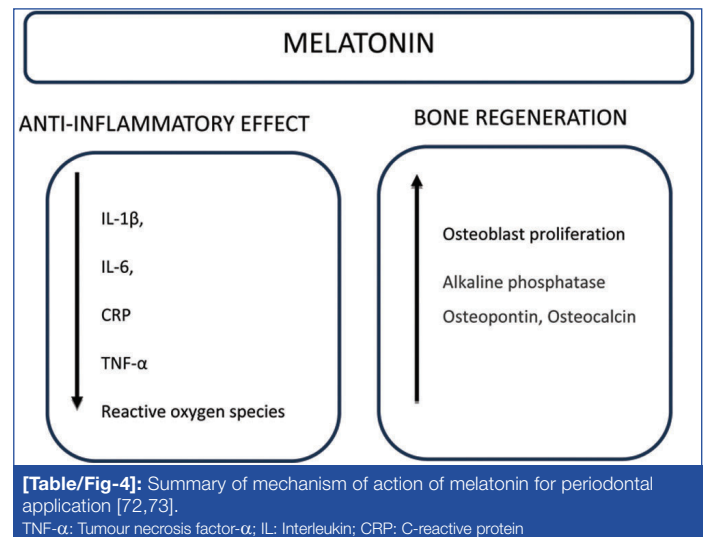 MELATONIN
ANTI-INFLAMMATORY EFFECT
IL-1β,
IL-6,
CRP
TNF-α
Reactive oxygen species
BONE REGENERATION
Osteoblast proliferation
Alkaline phosphatase
Osteopontin, Osteocalcin
[Table/Fig-4]: Summary of mechanism of action of melatonin for periodontal
application [72,73].
TNF-α: Tumour necrosis factor-α; IL: Interleukin; CRP: C-reactive protein